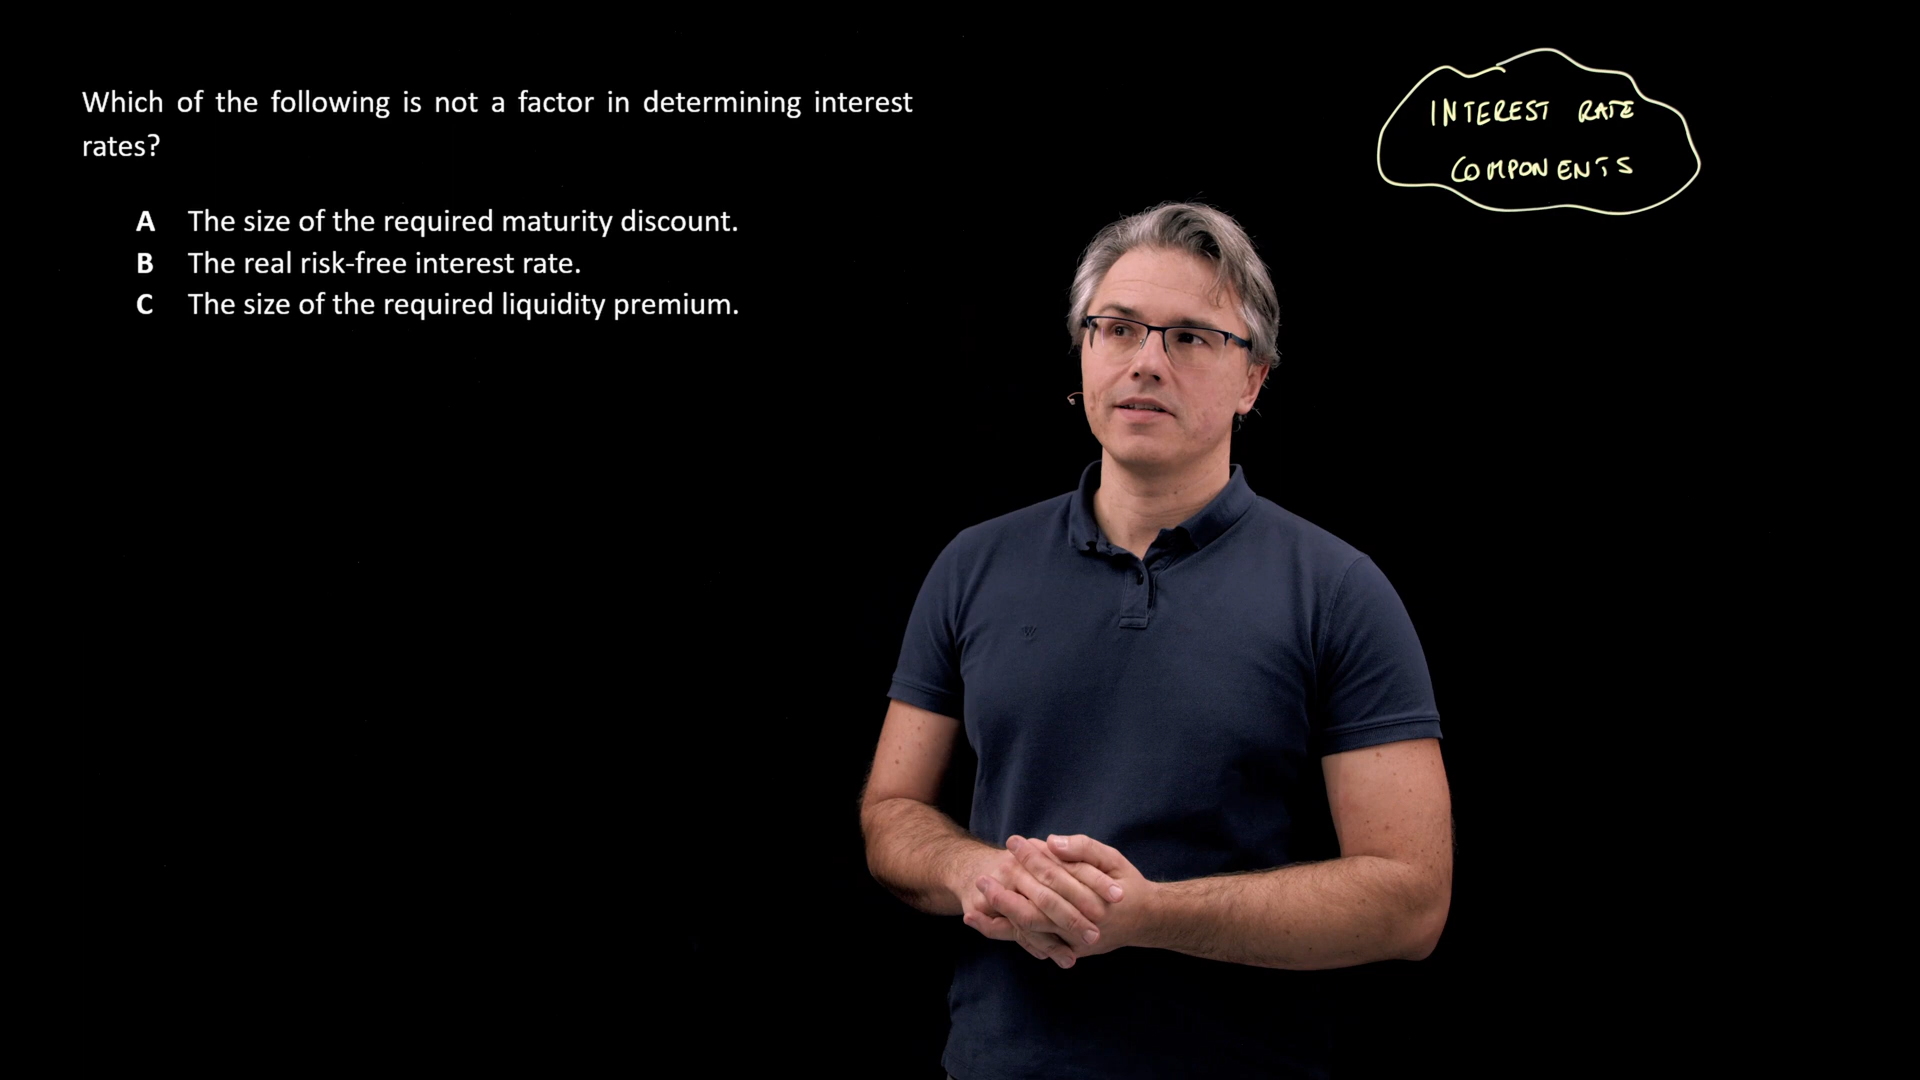 Which of the following is not a factor in determining interest
rates?
A The size of the required maturity discount.
B The real risk-free interest rate.
C The size of the required liquidity premium.
INTEREST RATE
COMPONENTS